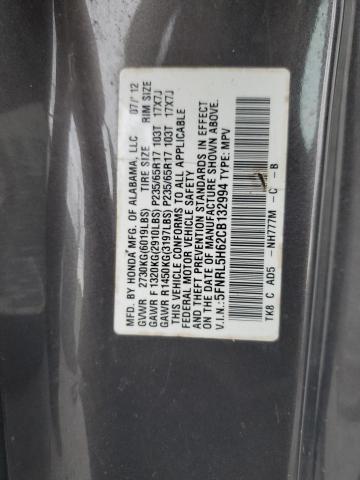 MFD. BY HONDA MFG. OF ALABAMA, LLC 07/'12
GVWR 2730KG(6019LBS) TIRE SIZE RIM SIZE
GAWR F 1320KG(2910LBS) P235/65R17 103T 17X7J
GAWR R1450KG(3197LBS) P235/65R17 103T 17X7J
THIS VEHICLE CONFORMS TO ALL APPLICABLE
FEDERAL MOTOR VEHICLE SAFETY, BUMPER,
AND THEFT PREVENTION STANDARDS IN EFFECT
ON THE DATE OF MANUFACTURE SHOWN ABOVE.
V.I.N.:5FNRL5H62CB132994 TYPE: MPV
TK8 C AD5 -NH777M -C -B